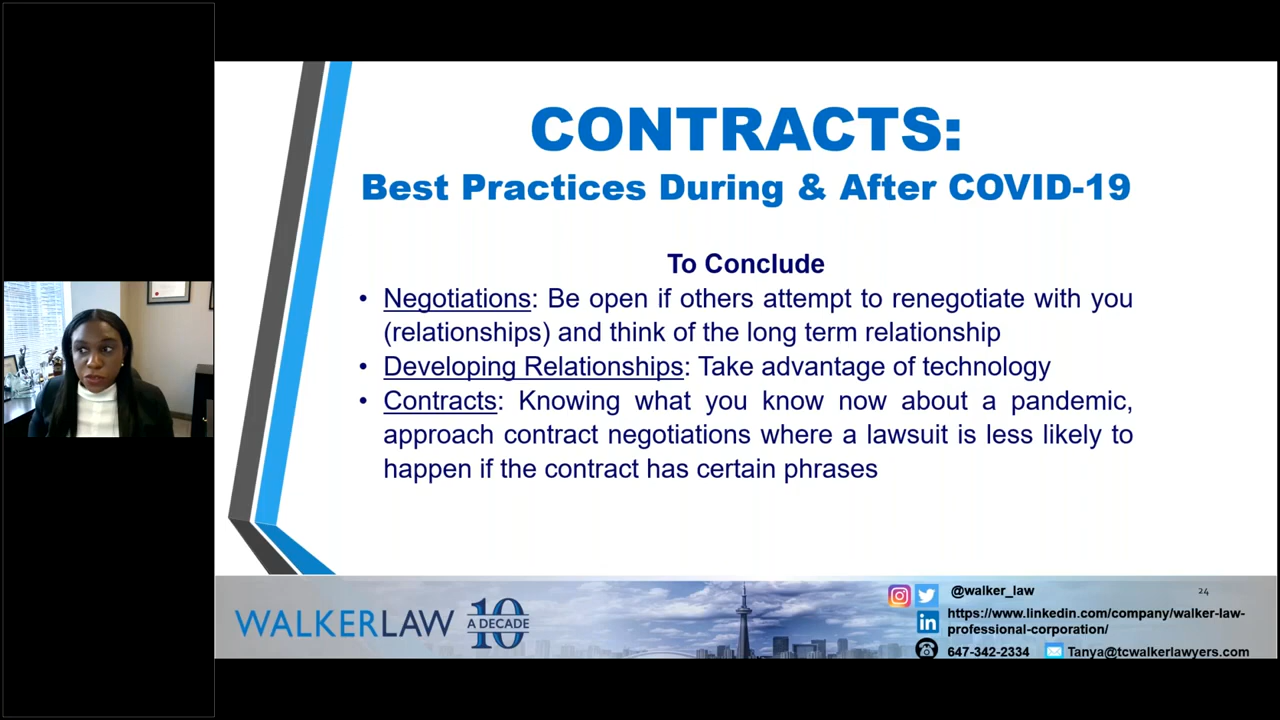 CONTRACTS:
Best Practices During & After COVID-19
To Conclude
• Negotiations: Be open if others attempt to renegotiate with you
(relationships) and think of the long term relationship
• Developing Relationships: Take advantage of technology
• Contracts: Knowing what you know now about a pandemic,
approach contract negotiations where a lawsuit is less likely to
happen if the contract has certain phrases
WALKERLAW 10
A DECADE
@walker_law
24
https://www.linkedin.com/company/walker-law-
professional-corporation/
647-342-2334 Tanya@tcwalkerlawyers.com